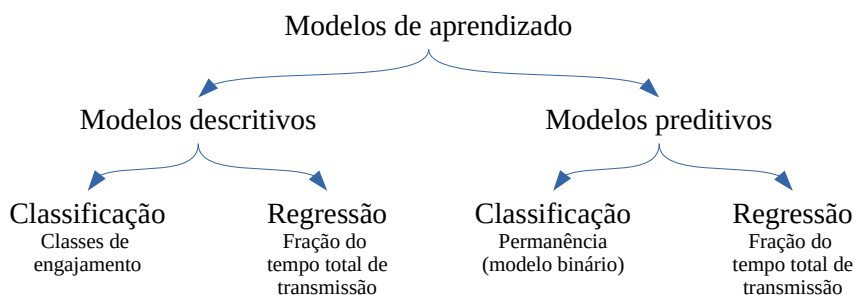 Modelos de aprendizado
Modelos descritivos
Modelos preditivos
Classificação
Classes de
engajamento
Regressão
Fração do
tempo total de
transmissão
Classificação
Permanência
(modelo binário)
Regressão
Fração do
tempo total de
transmissão